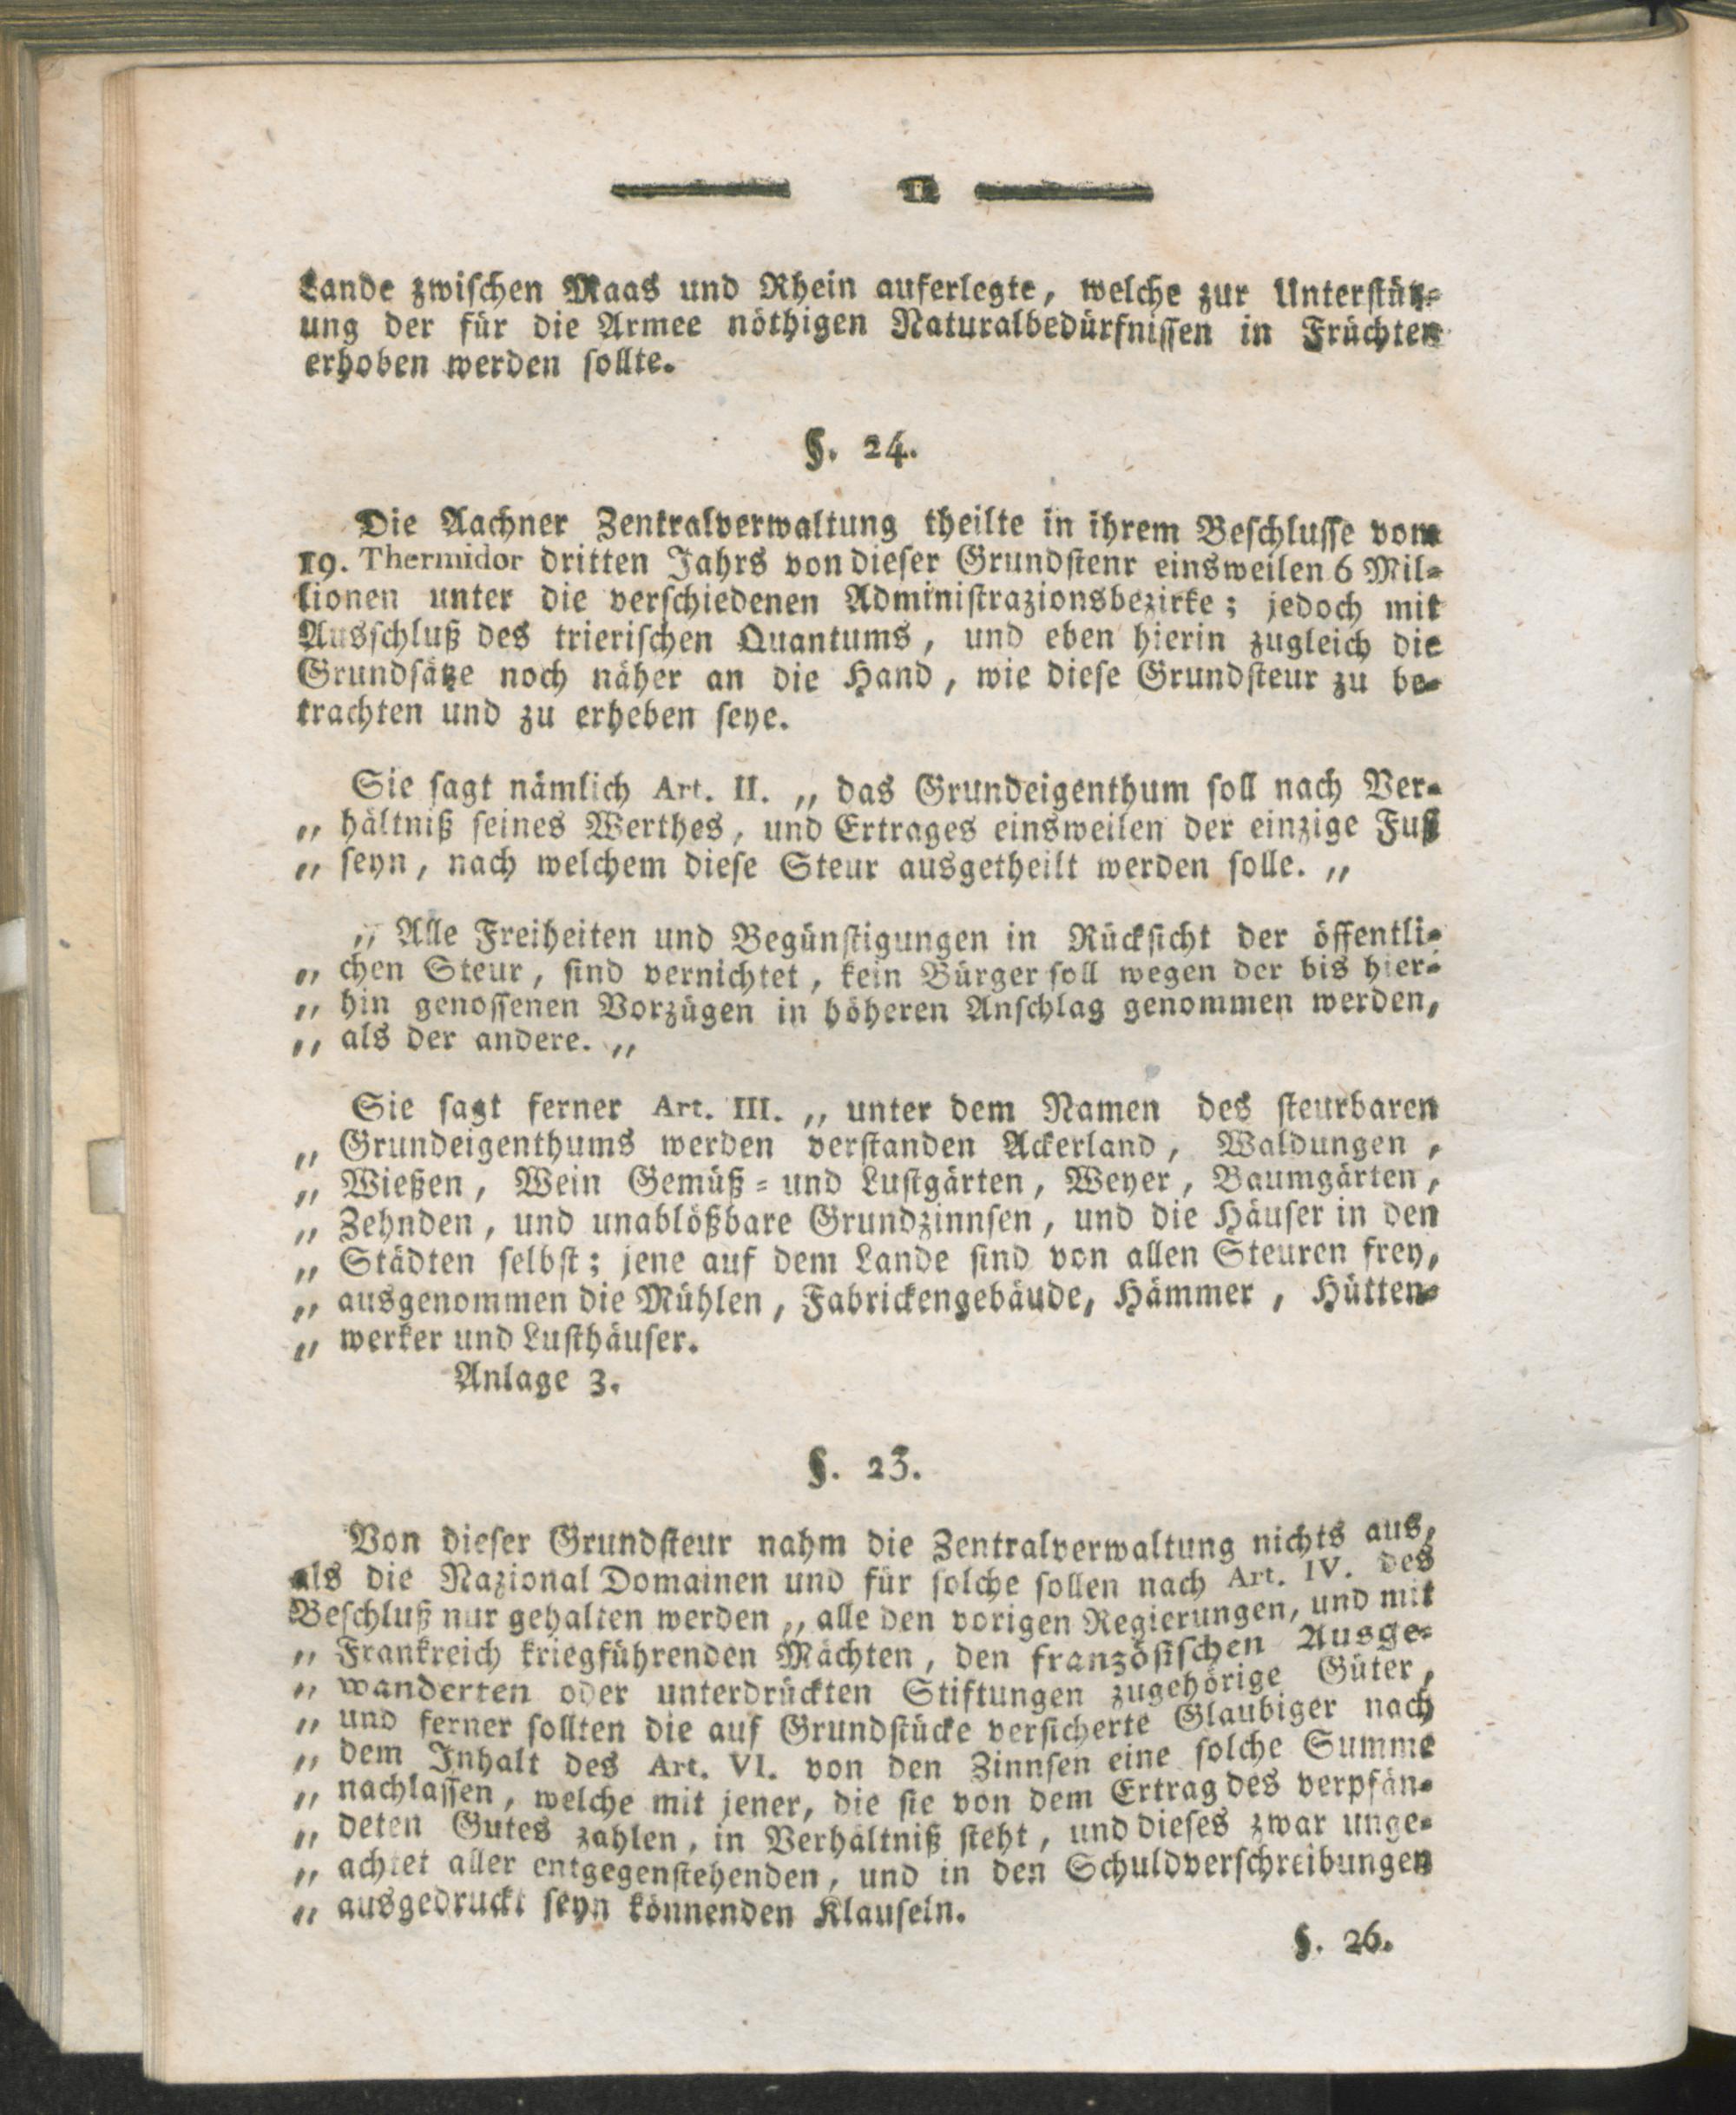 12
Lande zwischen Maas und Rhein auferlegte, welche zur Unterstütz-
ung der für die Armee nöthigen Naturalbedürfnissen in Früchten
erhoben werden sollte.
§. 24.
Die Aachner Zentralverwaltung theilte in ihrem Beschlusse vom
19. Thermidor dritten Jahrs von dieser Grundstenr einsweilen 6 Mil-
lionen unter die verschiedenen Administrazionsbezirke; jedoch mit
Ausschluß des trierischen Quantums, und eben hierin zugleich die
Grundsätze noch näher an die Hand, wie diese Grundsteur zu be-
trachten und zu erheben seye.
Sie sagt nämlich Art. II. „ das Grundeigenthum soll nach Ver-
„ hältniß seines Werthes, und Ertrages einsweilen der einzige Fuß
„ seyn, nach welchem diese Steur ausgetheilt werden solle. „
„ Alle Freiheiten und Begünstigungen in Rücksicht der öffentli-
„ chen Steur, sind vernichtet, kein Bürger soll wegen der bis hier-
„ hin genossenen Vorzügen in höheren Anschlag genommen werden,
„ als der andere. „
Sie sagt ferner Art. III. „ unter dem Namen des steurbaren
„ Grundeigenthums werden verstanden Ackerland, Waldungen,
„ Wießen, Wein Gemüß- und Lustgärten, Weyer, Baumgärten,
„ Zehnden, und unablößbare Grundzinnsen, und die Häuser in den
„ Städten selbst; jene auf dem Lande sind von allen Steuren frey,
„ ausgenommen die Mühlen, Fabrickengebäude, Hämmer, Hütten-
„ werker und Lusthäuser.
Anlage 3.
§. 25.
Von dieser Grundsteur nahm die Zentralverwaltung nichts aus,
als die Nazional Domainen und für solche sollen nach Art. IV. des
Beschluß nur gehalten werden „ alle den vorigen Regierungen, und mit
„ Frankreich kriegführenden Mächten, den französischen Ausge-
„ wanderten oder unterdrückten Stiftungen zugehörige Güter,
„ und ferner sollten die auf Grundstücke versicherte Glaubiger nach
„ dem Inhalt des Art. VI. von den Zinnsen eine solche Summe
„ nachlassen, welche mit jener, die sie von dem Ertrag des verpfän-
„ deten Gutes zahlen, in Verhältniß steht, und dieses zwar unge-
„ achtet aller entgegenstehenden, und in den Schuldverschreibungen
„ ausgedruckt seyn könnenden Klauseln.
§. 26.